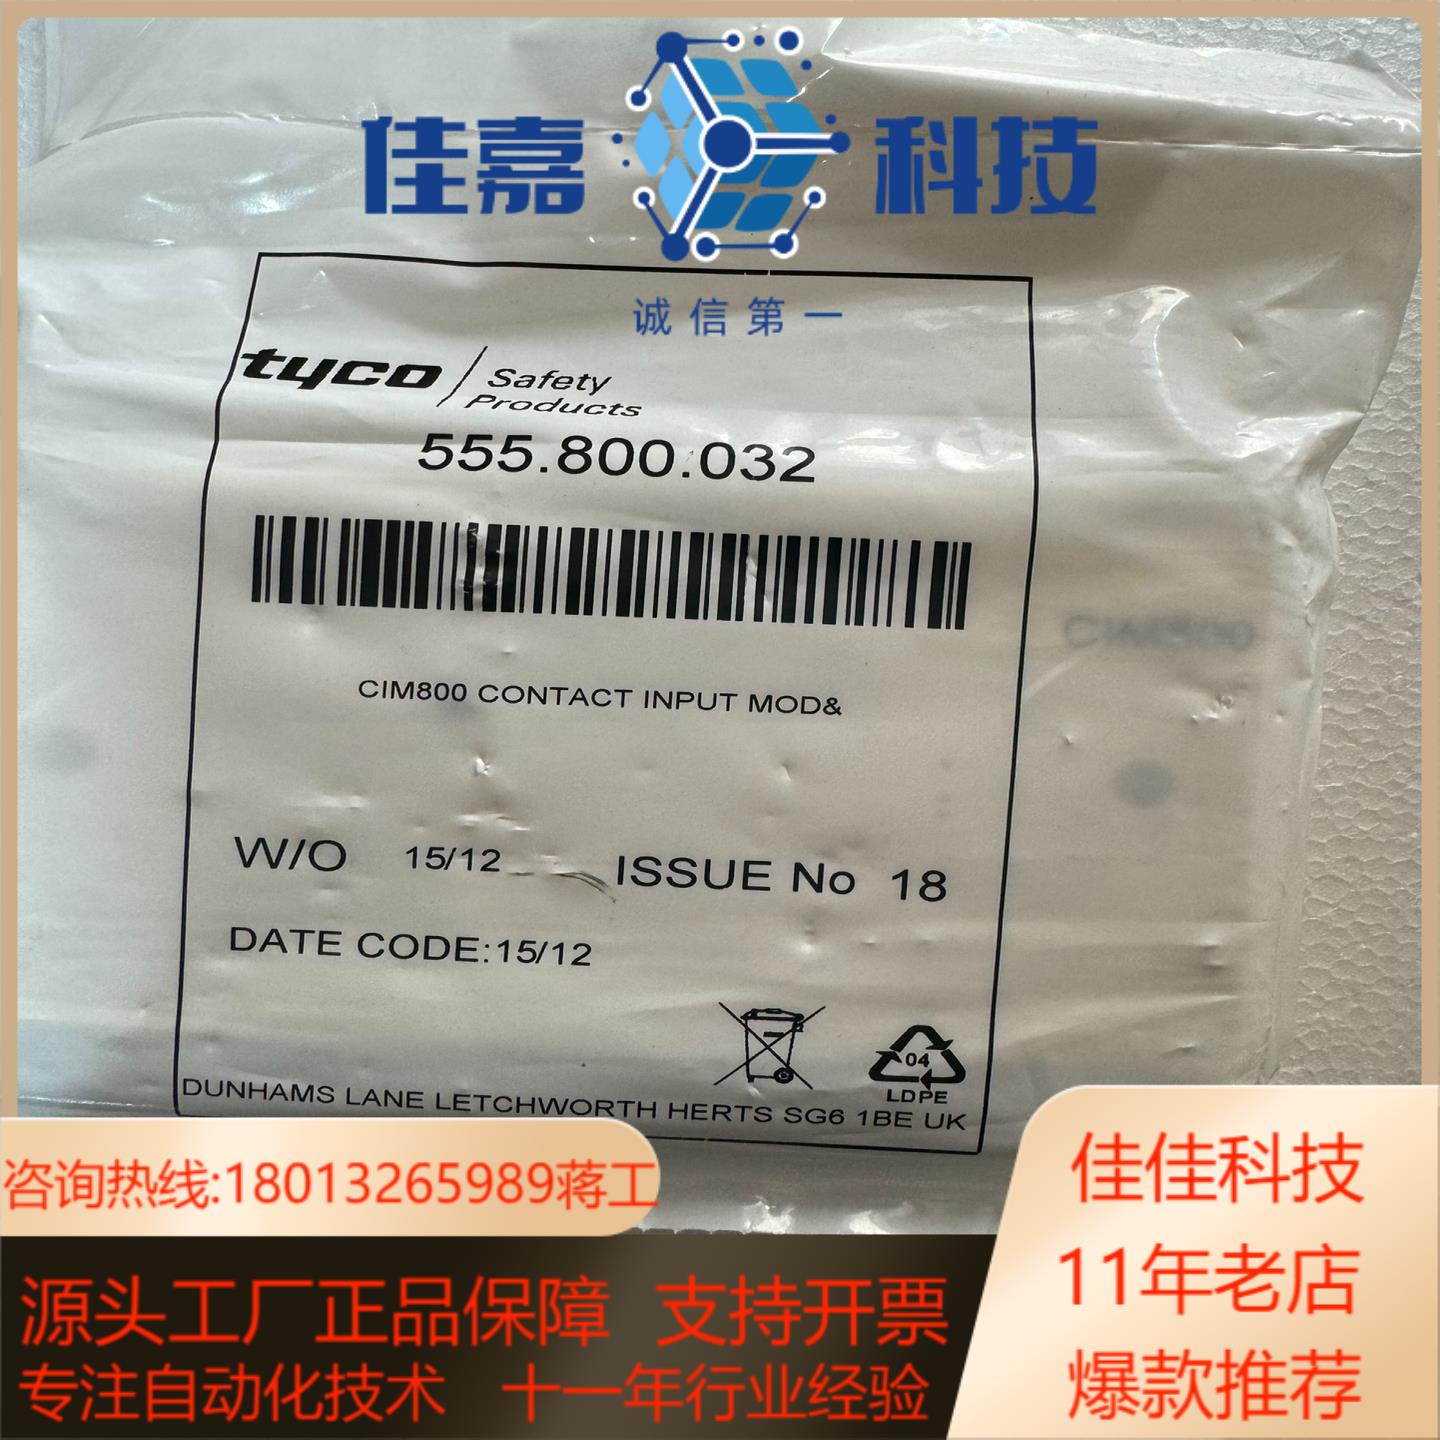 佳嘉 科技
诚信第一
tyco Safety
Products
555.800.032
CIM800
CIM800 CONTACT INPUT MOD&
W/O 15/12 ISSUE No 18
DATE CODE:15/12
04
LDPE
DUNHAMS LANE LETCHWORTH HERTS SG6 1BE UK
咨询热线:18013265989蒋工
佳佳科技
11年老店
爆款推荐
源头工厂正品保障 支持开票
专注自动化技术 十一年行业经验